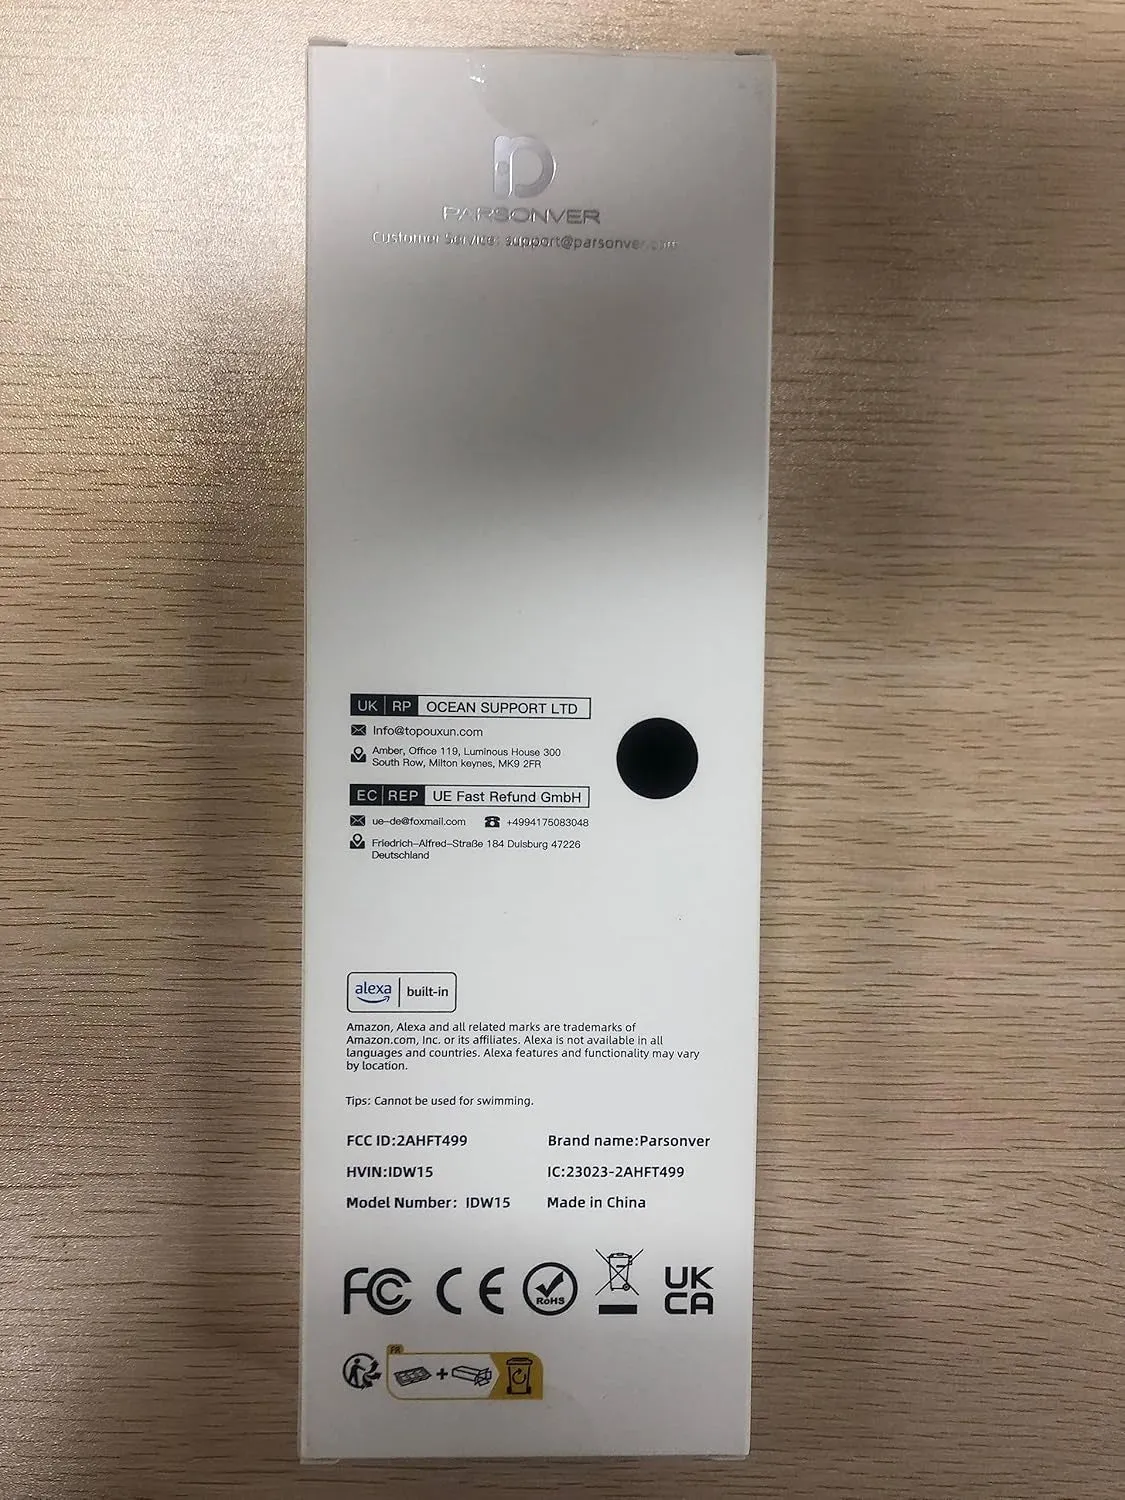 PARSONVER
Customer Service: support@parsonver.com
UK RP OCEAN SUPPORT LTD
Info@topouxun.com
Amber, Office 119, Luminous House 300
South Row, Milton keynes, MK9 2FR
EC REP UE Fast Refund GmbH
ue-de@foxmail.com +4994175083048
Friedrich-Alfred-Straße 184 Duisburg 47226
Deutschland
alexa built-in
Amazon, Alexa and all related marks are trademarks of
Amazon.com, Inc. or its affiliates. Alexa is not available in all
languages and countries. Alexa features and functionality may vary
by location.
Tips: Cannot be used for swimming.
FCC ID:2AHFT499 Brand name:Parsonver
HVIN:IDW15 IC:23023-2AHFT499
Model Number: IDW15 Made in China
FC CE RoHS UK
CA
FR